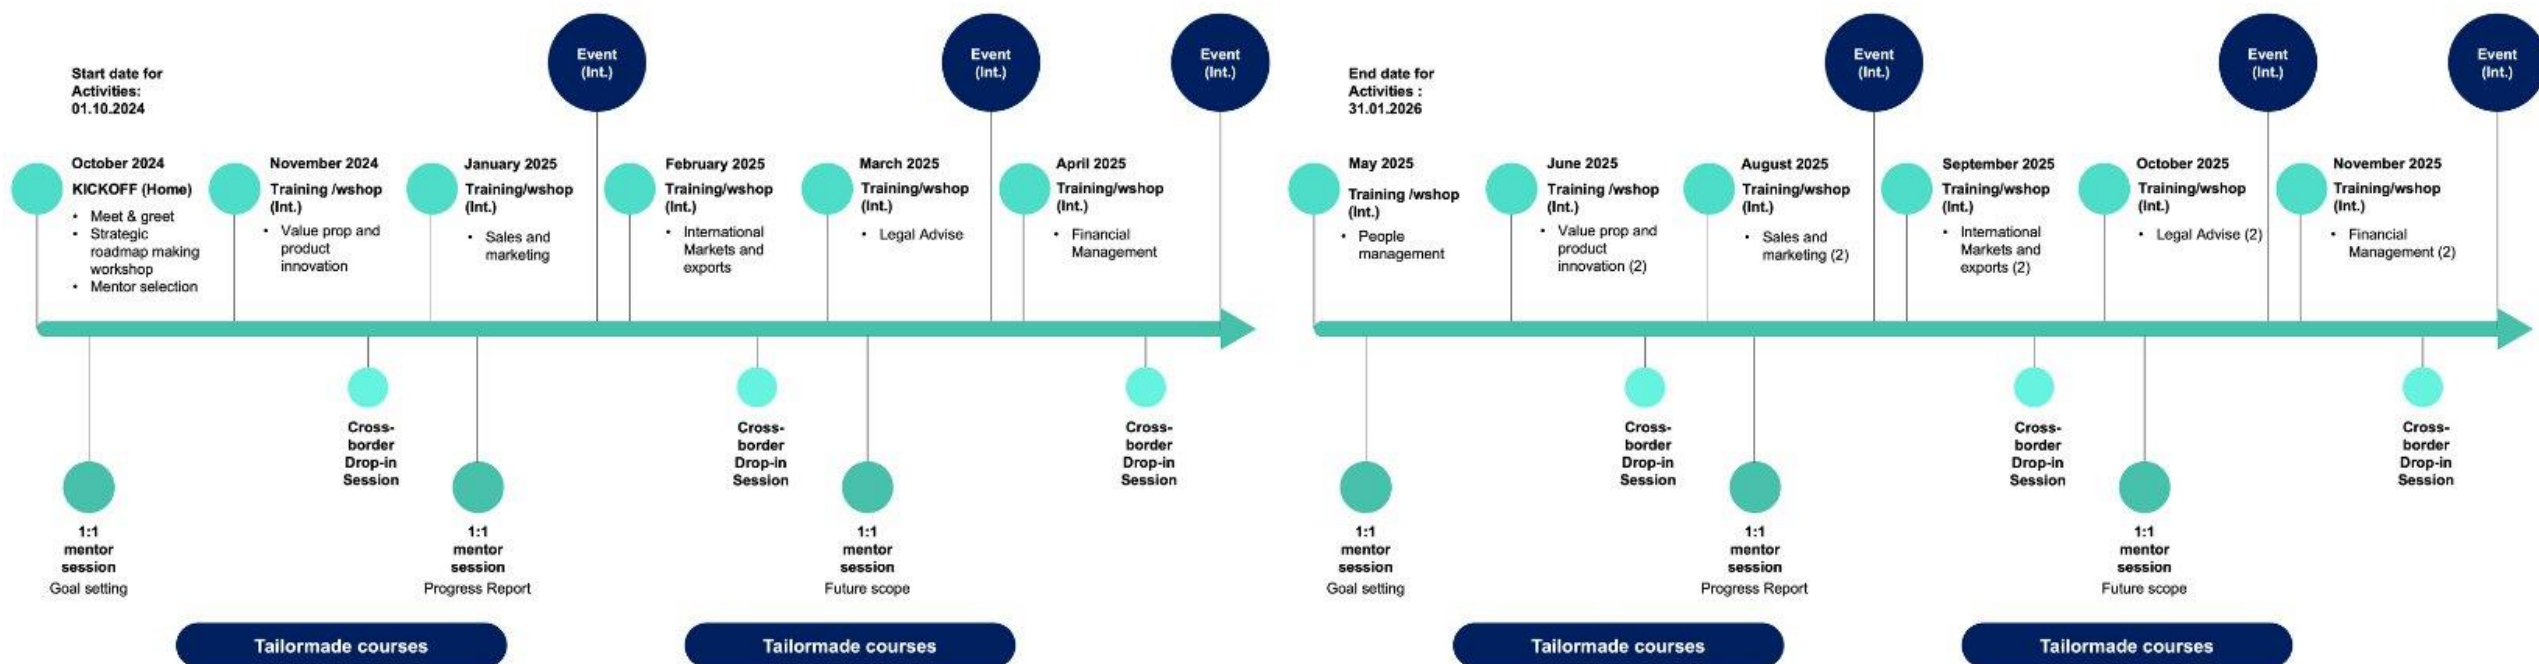 Event
(Int.)
Event
(Int.)
Event
(Int.)
Start date for
Activities:
01.10.2024
October 2024
KICKOFF (Home)
• Meet & greet
• Strategic
roadmap making
workshop
• Mentor selection
November 2024
Training /wshop
(Int.)
• Value prop and
product
innovation
January 2025
Training/wshop
(Int.)
• Sales and
marketing
February 2025
Training/wshop
(Int.)
• International
Markets and
exports
March 2025
Training/wshop
(Int.)
• Legal Advise
April 2025
Training/wshop
(Int.)
• Financial
Management
Cross-
border
Drop-in
Session
Cross-
border
Drop-in
Session
Cross-
border
Drop-in
Session
1:1
mentor
session
Goal setting
1:1
mentor
session
Progress Report
1:1
mentor
session
Future scope
Tailormade courses
Tailormade courses
Event
(Int.)
Event
(Int.)
Event
(Int.)
End date for
Activities :
31.01.2026
May 2025
Training /wshop
(Int.)
• People
management
June 2025
Training /wshop
(Int.)
• Value prop and
product
innovation (2)
August 2025
Training/wshop
(Int.)
• Sales and
marketing (2)
September 2025
Training/wshop
(Int.)
• International
Markets and
exports (2)
October 2025
Training/wshop
(Int.)
• Legal Advise (2)
November 2025
Training/wshop
(Int.)
• Financial
Management (2)
Cross-
border
Drop-in
Session
Cross-
border
Drop-in
Session
Cross-
border
Drop-in
Session
1:1
mentor
session
Goal setting
1:1
mentor
session
Progress Report
1:1
mentor
session
Future scope
Tailormade courses
Tailormade courses